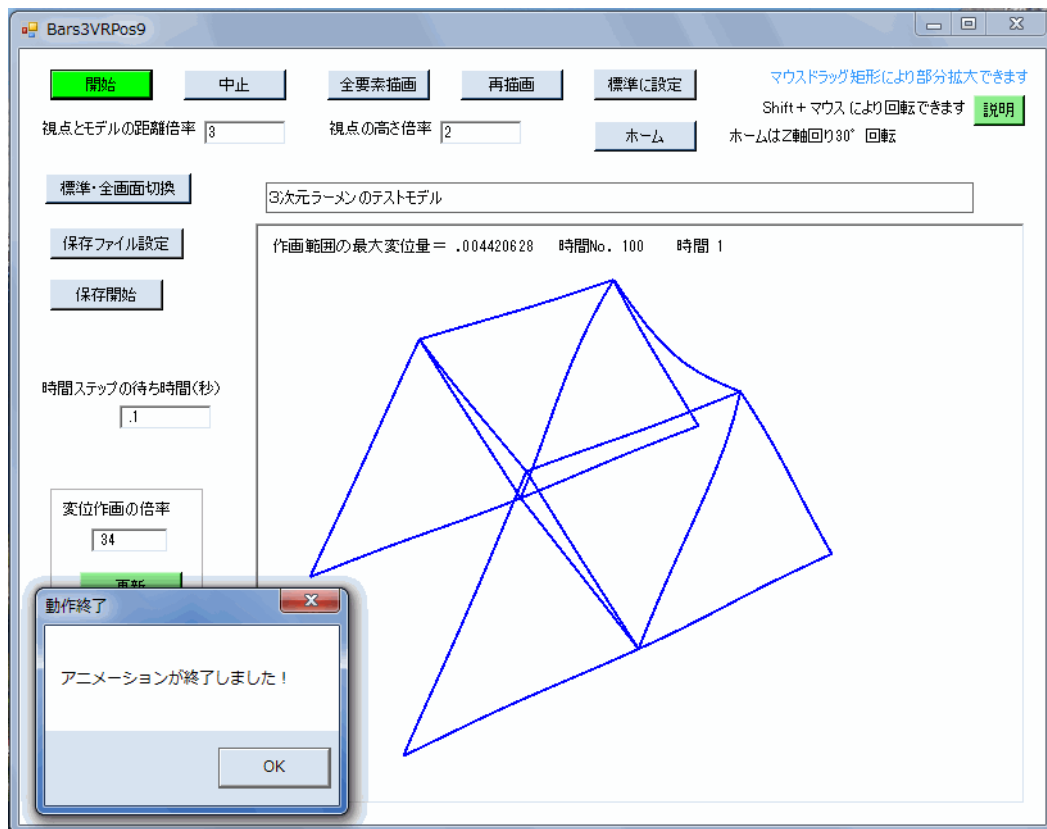 Bars3VRPos9
開始 中止 全要素描画 再描画 標準に設定 マウスドラッグ矩形により部分拡大できます
Shift+マウス により回転できます 説明
視点とモデルの距離倍率 3 視点の高さ倍率 2 ホーム ホームはZ軸回り30° 回転
標準・全画面切換
3次元ラーメンのテストモデル
保存ファイル設定
作画範囲の最大変位量= .004420628 時間No. 100 時間 1
保存開始
時間ステップの待ち時間(秒)
.1
変位作画の倍率
34
更新
動作終了
アニメーションが終了しました!
OK